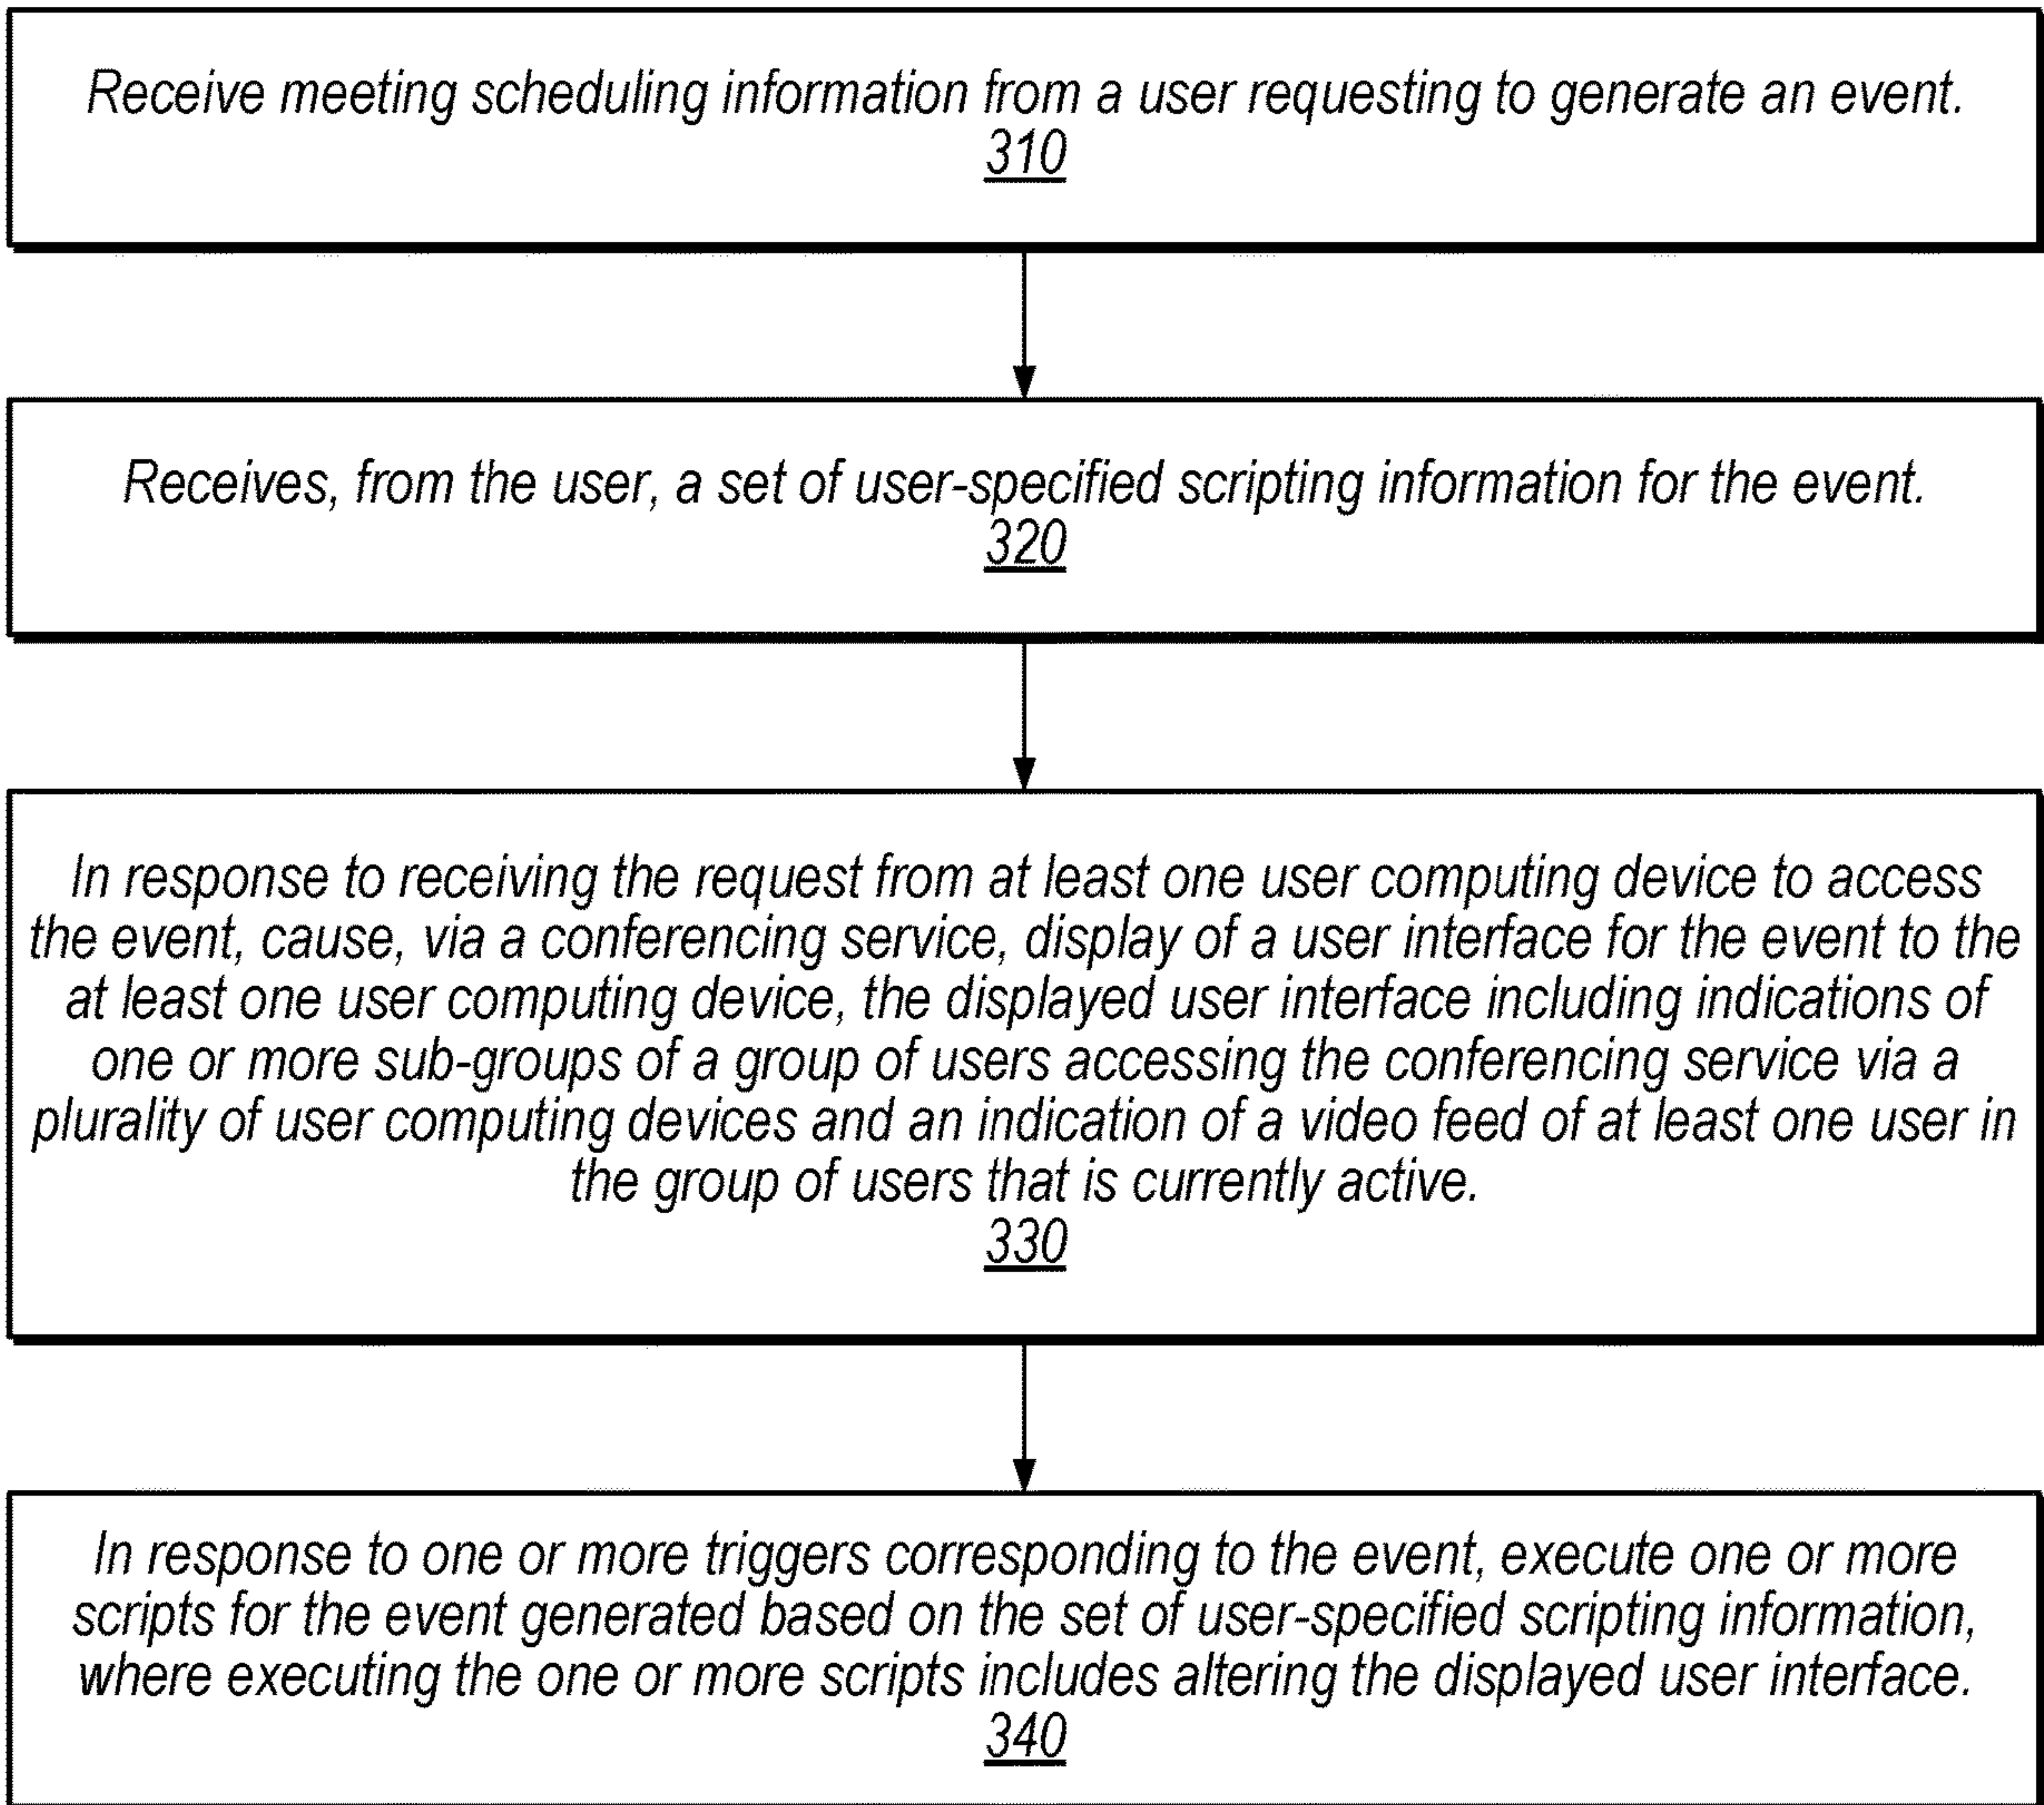 Receive meeting scheduling information from a user requesting to generate an event.
310
Receives, from the user, a set of user-specified scripting information for the event.
320
In response to receiving the request from at least one user computing device to access
the event, cause, via a conferencing service, display of a user interface for the event to the
at least one user computing device, the displayed user interface including indications of
one or more sub-groups of a group of users accessing the conferencing service via a
plurality of user computing devices and an indication of a video feed of at least one user in
the group of users that is currently active.
330
In response to one or more triggers corresponding to the event, execute one or more
scripts for the event generated based on the set of user-specified scripting information,
where executing the one or more scripts includes altering the displayed user interface.
340